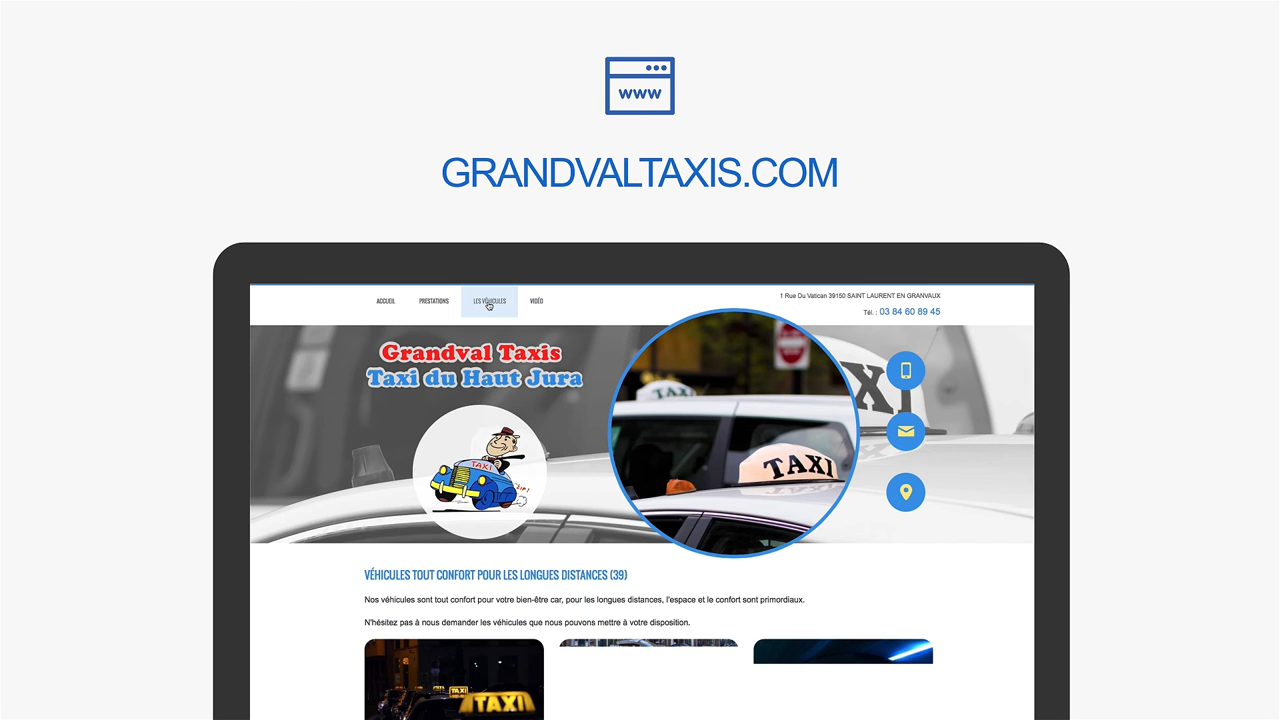 www
GRANDVALTAXIS.COM
ACCUEIL PRESTATIONS LES VÉHICULES VIDÉO
1 Rue Du Vatican 39150 SAINT LAURENT EN GRANVAUX
Tél. : 03 84 60 89 45
Grandval Taxis
Taxi du Haut Jura
TAXI
TAXI
TAXI
VÉHICULES TOUT CONFORT POUR LES LONGUES DISTANCES (39)
Nos véhicules sont tout confort pour votre bien-être car, pour les longues distances, l'espace et le confort sont primordiaux.
N'hésitez pas à nous demander les véhicules que nous pouvons mettre à votre disposition.
TAXI
TAXI